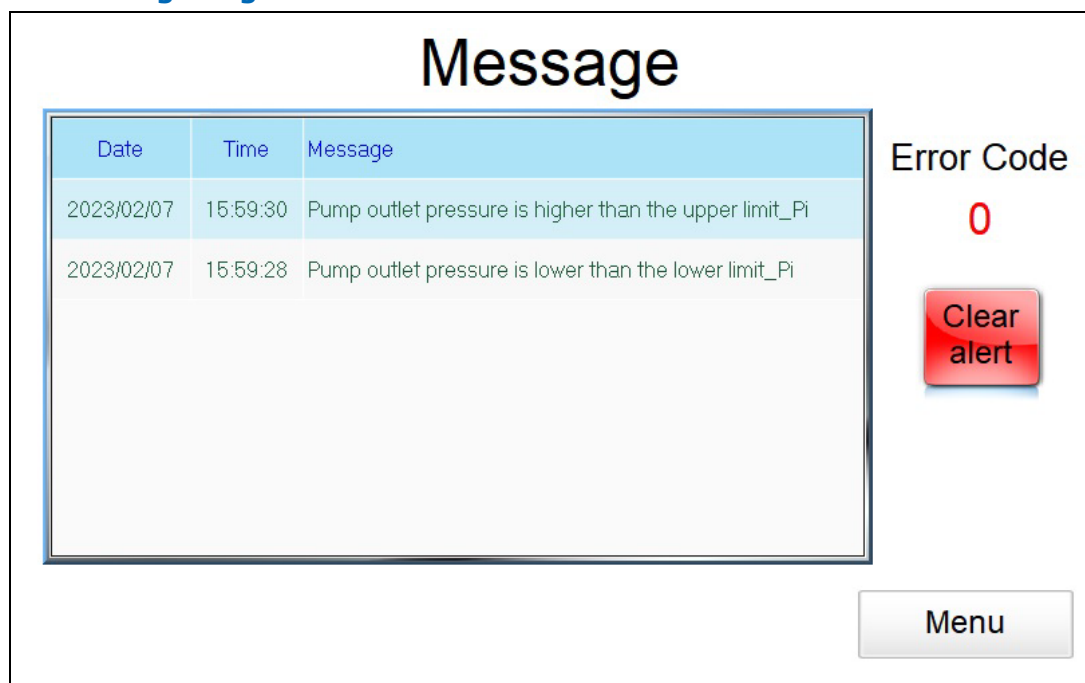 Message
Date Time Message
2023/02/07 15:59:30 Pump outlet pressure is higher than the upper limit_Pi
2023/02/07 15:59:28 Pump outlet pressure is lower than the lower limit_Pi
Error Code
0
Clear
alert
Menu